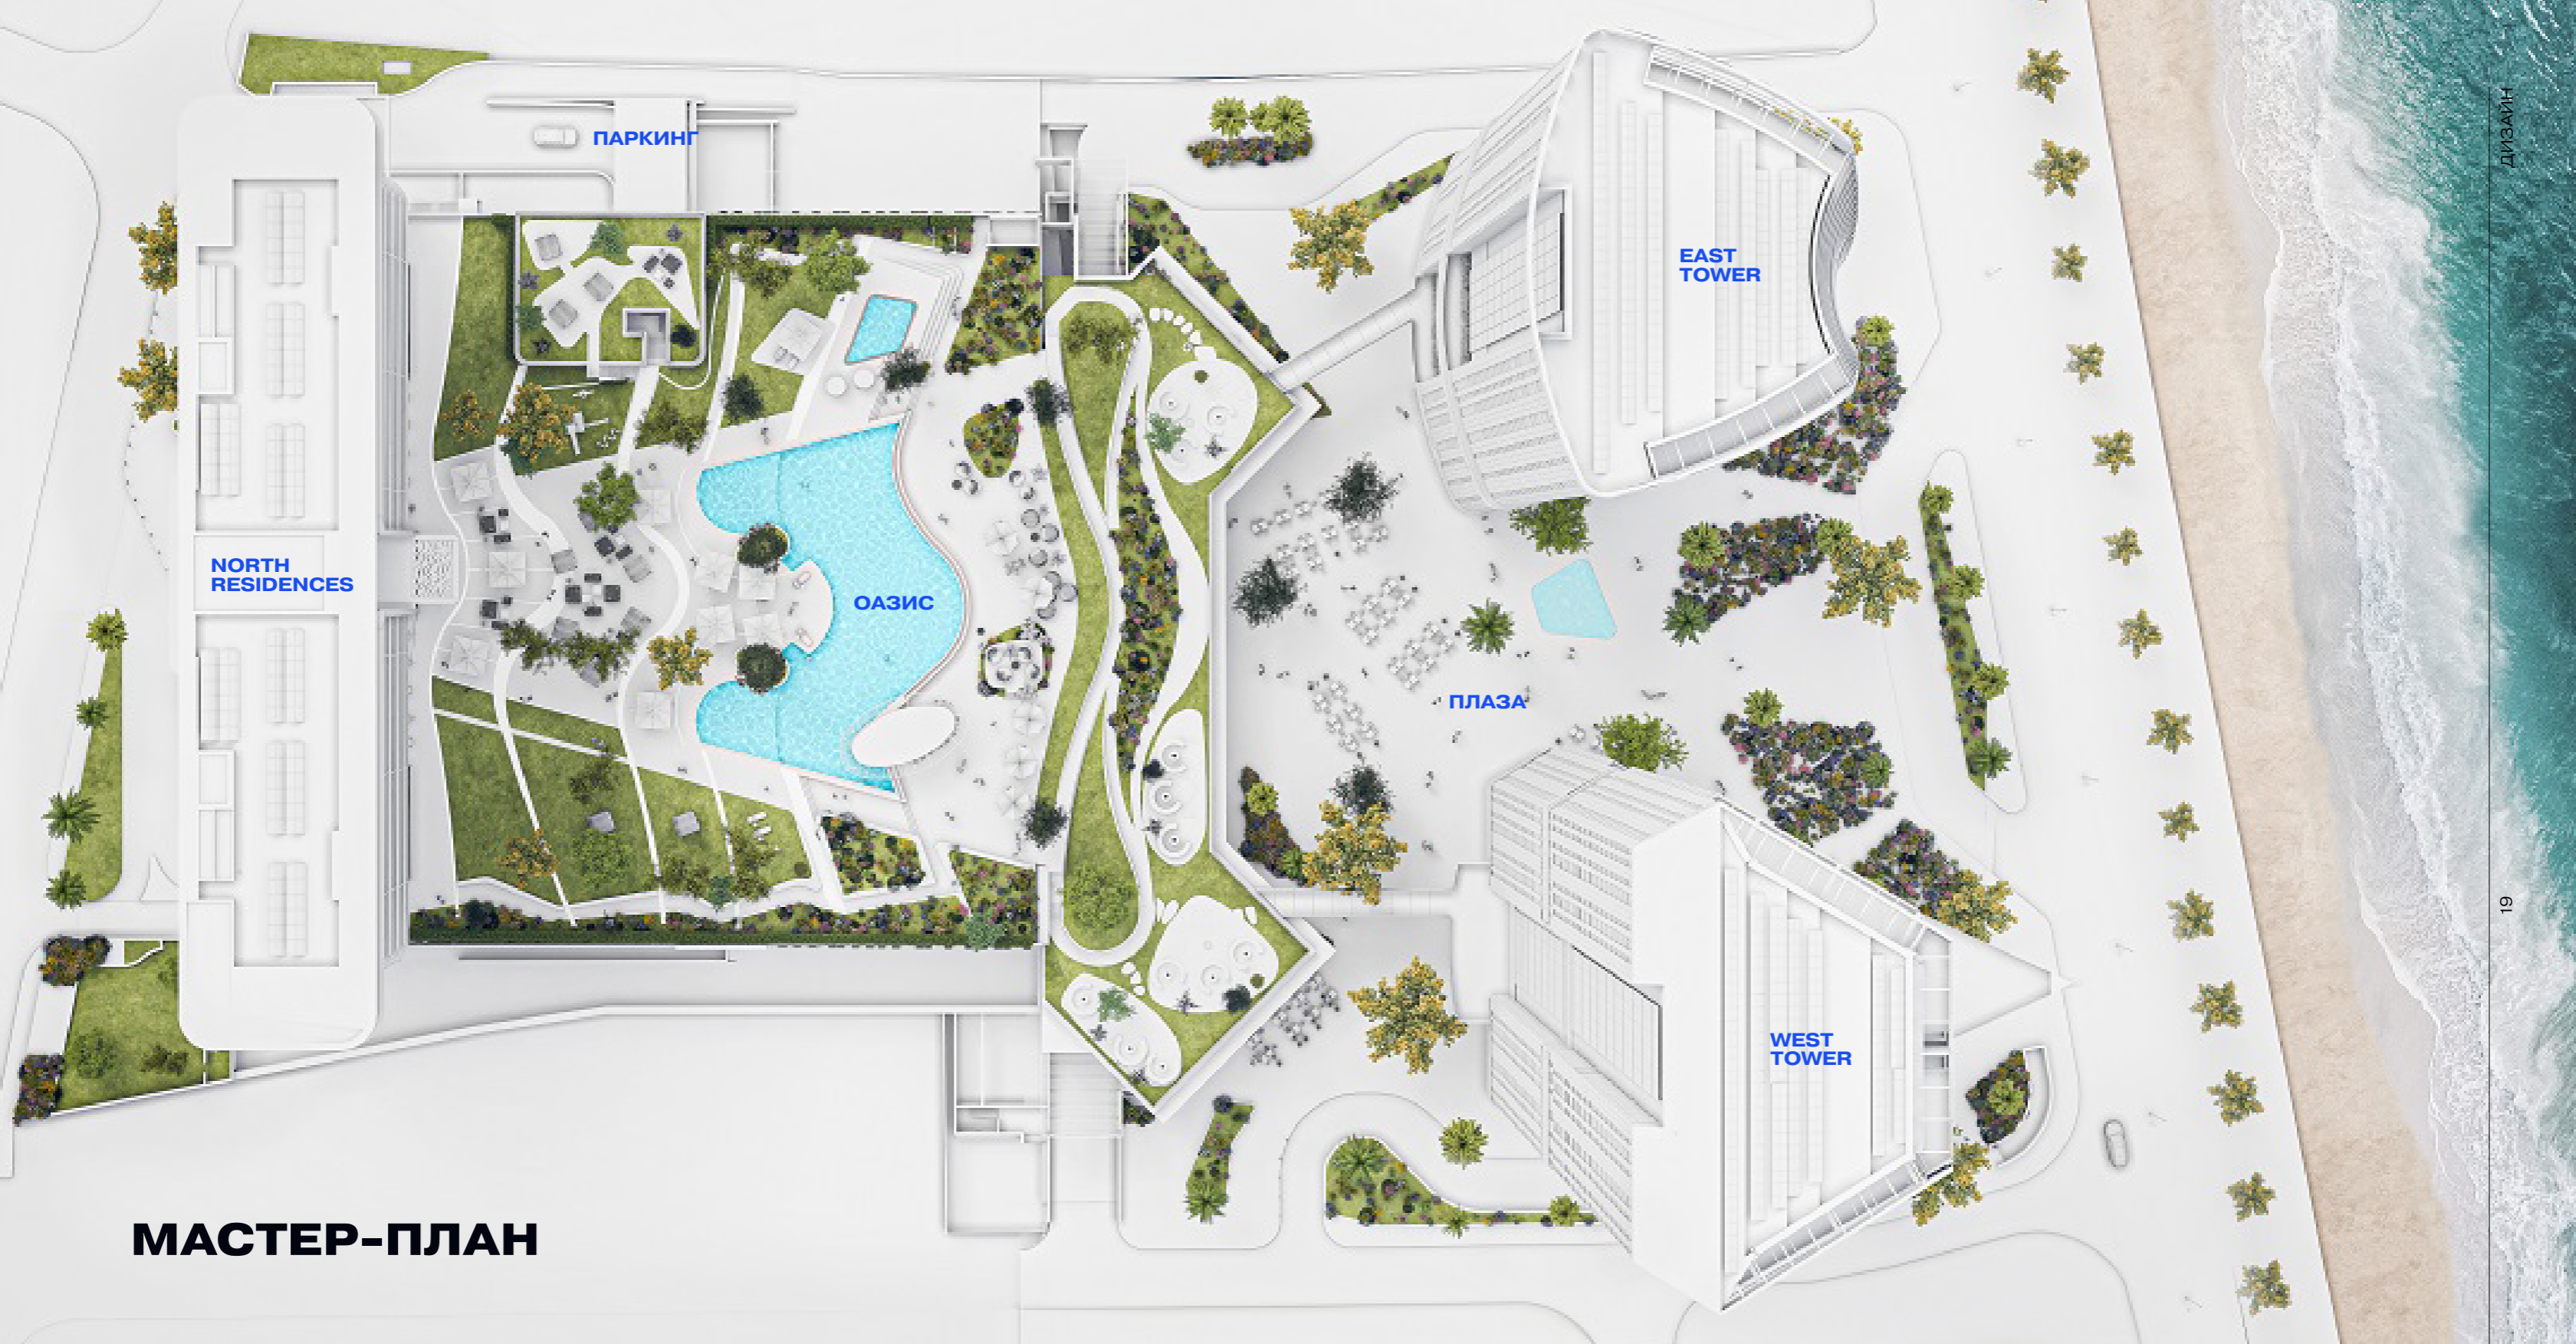 ПАРКИНГ
EAST
TOWER
NORTH
RESIDENCES
ОАЗИС
ПЛАЗА
WEST
TOWER
МАСТЕР-ПЛАН
ДИЗАЙН
19